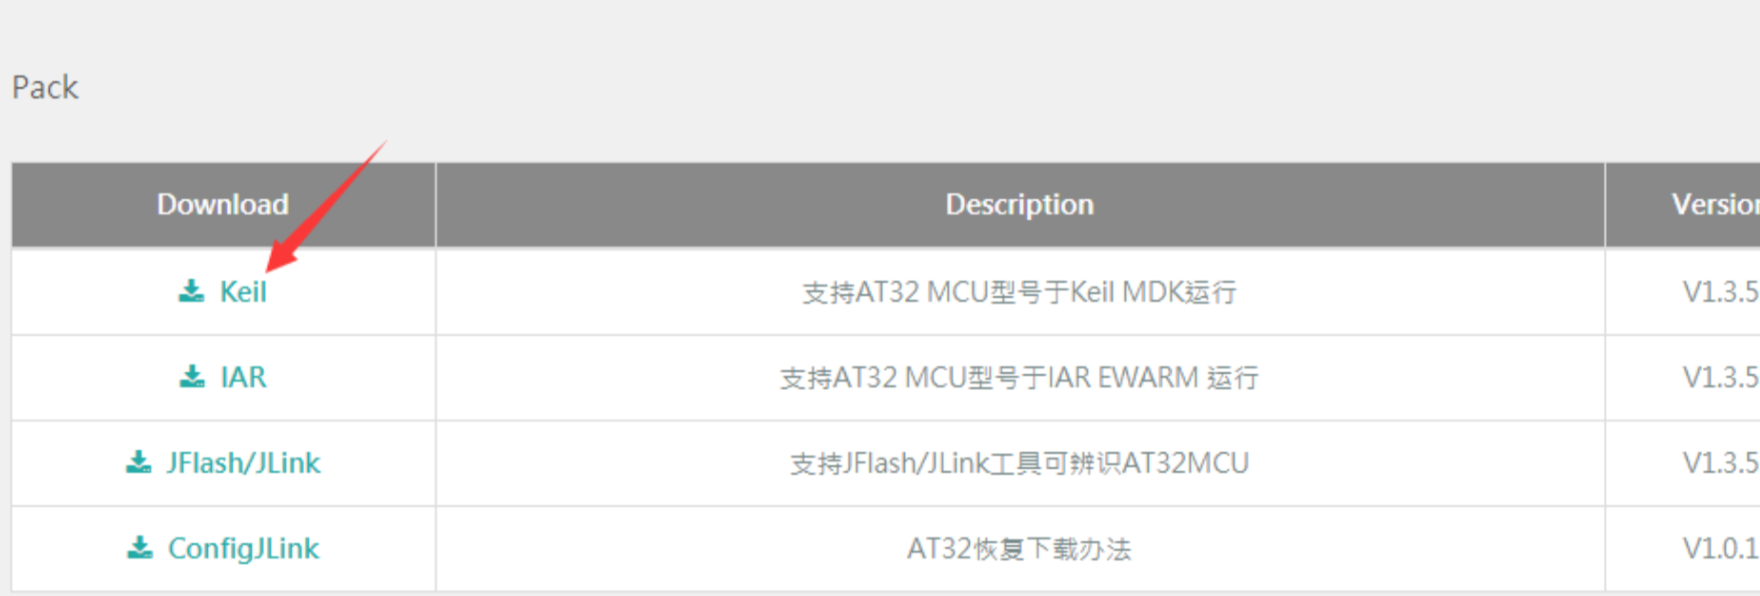 Pack
Download Description Version
Keil 支持AT32 MCU型号于Keil MDK运行 V1.3.5
IAR 支持AT32 MCU型号于IAR EWARM 运行 V1.3.5
JFlash/JLink 支持JFlash/JLink工具可辨识AT32MCU V1.3.5
ConfigJLink AT32恢复下载办法 V1.0.1